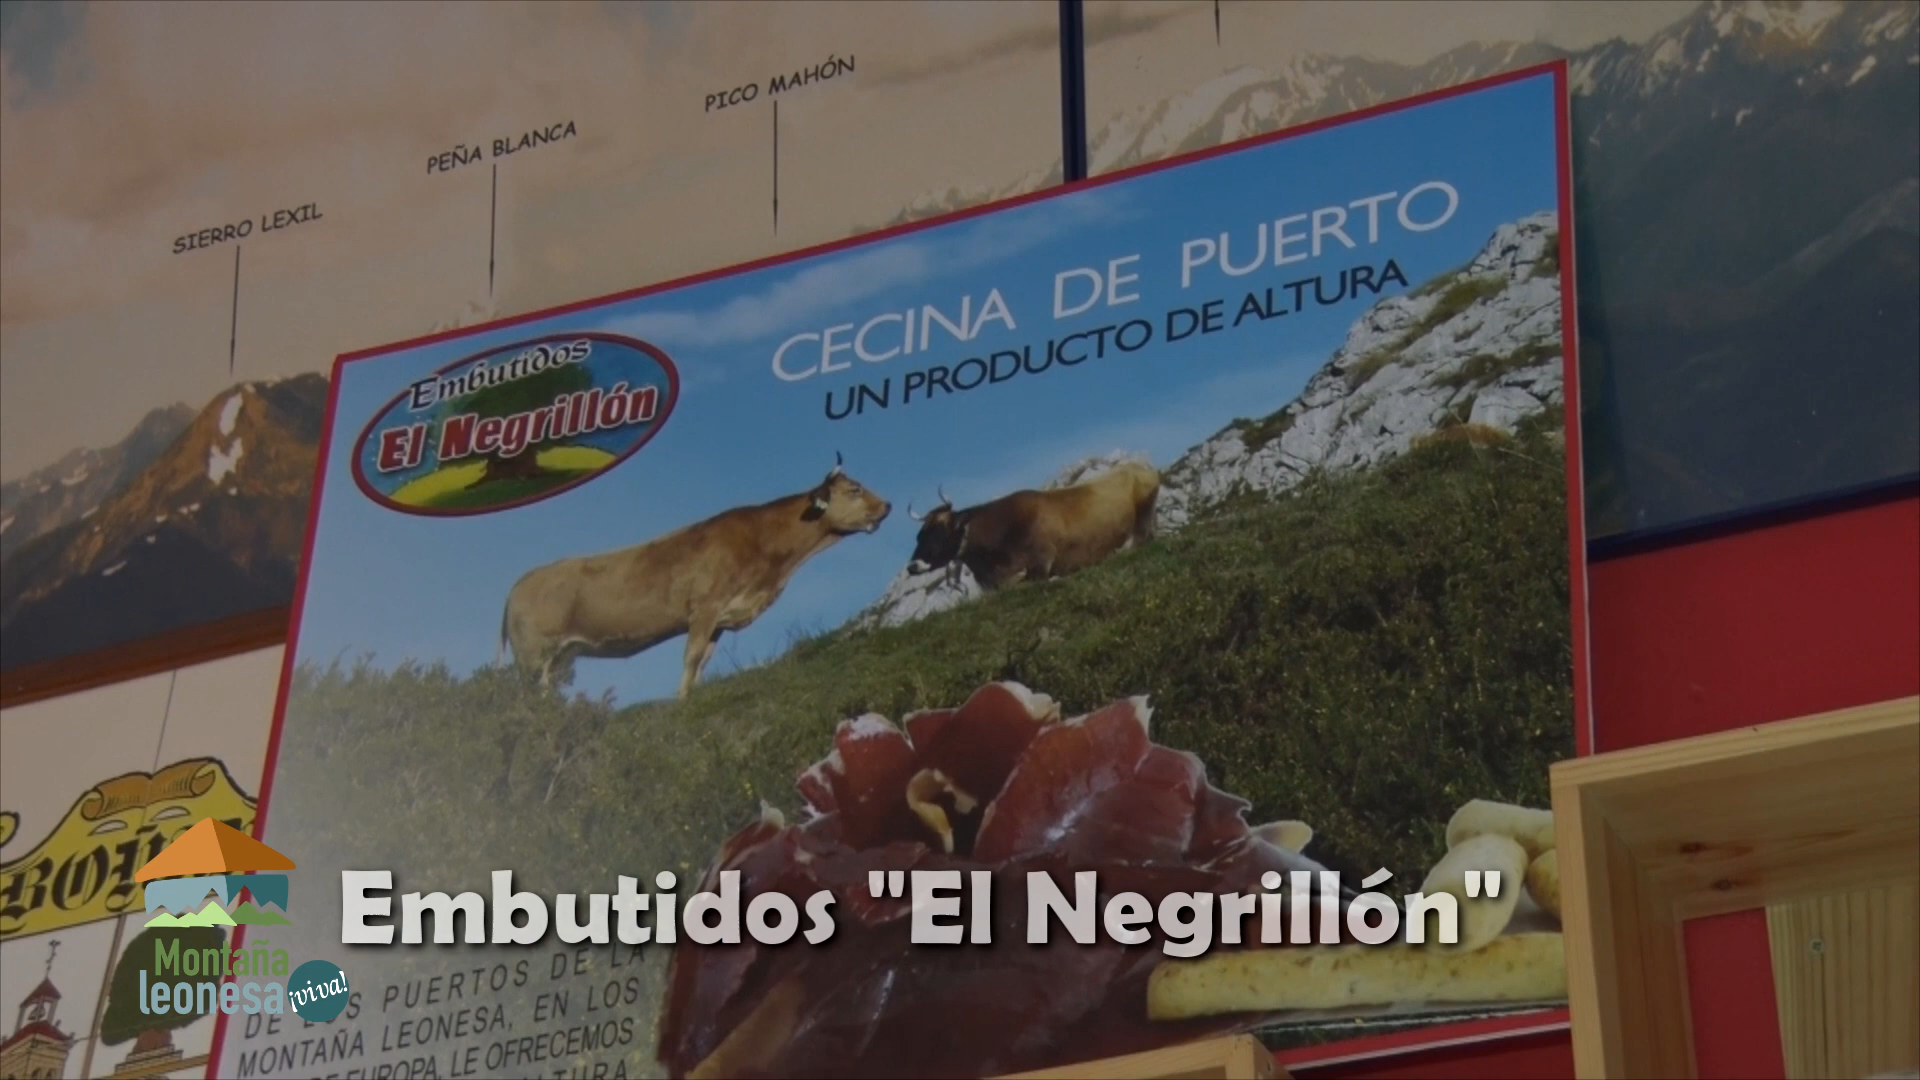 SIERRO LEXIL
PEÑA BLANCA
PICO MAHÓN
CECINA DE PUERTO
UN PRODUCTO DE ALTURA
Embutidos
El Negrillón
Embutidos "El Negrillón"
Montaña
leonesa
¡viva!
PUERTOS DE LA
MONTAÑA LEONESA, EN LOS
EUROPA, LE OFRECEMOS